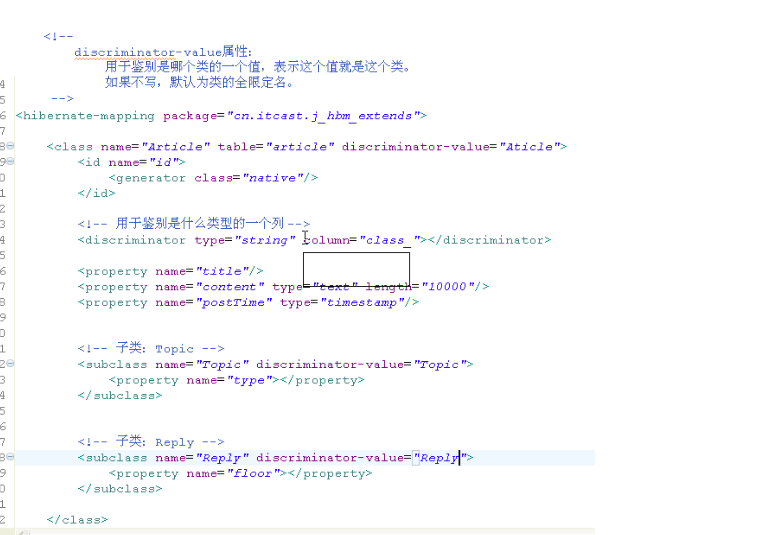 <!--
discriminator-value属性:
用于鉴别是哪个类的一个值，表示这个值就是这个类。
4 如果不写，默认为类的全限定名。
5 -->
6 <hibernate-mapping package="cn.itcast.j_hbm_extends">
7
8 <class name="Article" table="article" discriminator-value="Aticle">
9 <id name="id">
0 <generator class="native"/>
1 </id>
2
3 <!-- 用于鉴别是什么类型的一个列 -->
4 <discriminator type="string" column="class_"></discriminator>
5
6 <property name="title"/>
7 <property name="content" type="text" length="10000"/>
8 <property name="postTime" type="timestamp"/>
9
0
1 <!-- 子类: Topic -->
2 <subclass name="Topic" discriminator-value="Topic">
3 <property name="type"></property>
4 </subclass>
5
6
7 <!-- 子类: Reply -->
8 <subclass name="Reply" discriminator-value="Reply">
9 <property name="floor"></property>
0 </subclass>
1
2 </class>